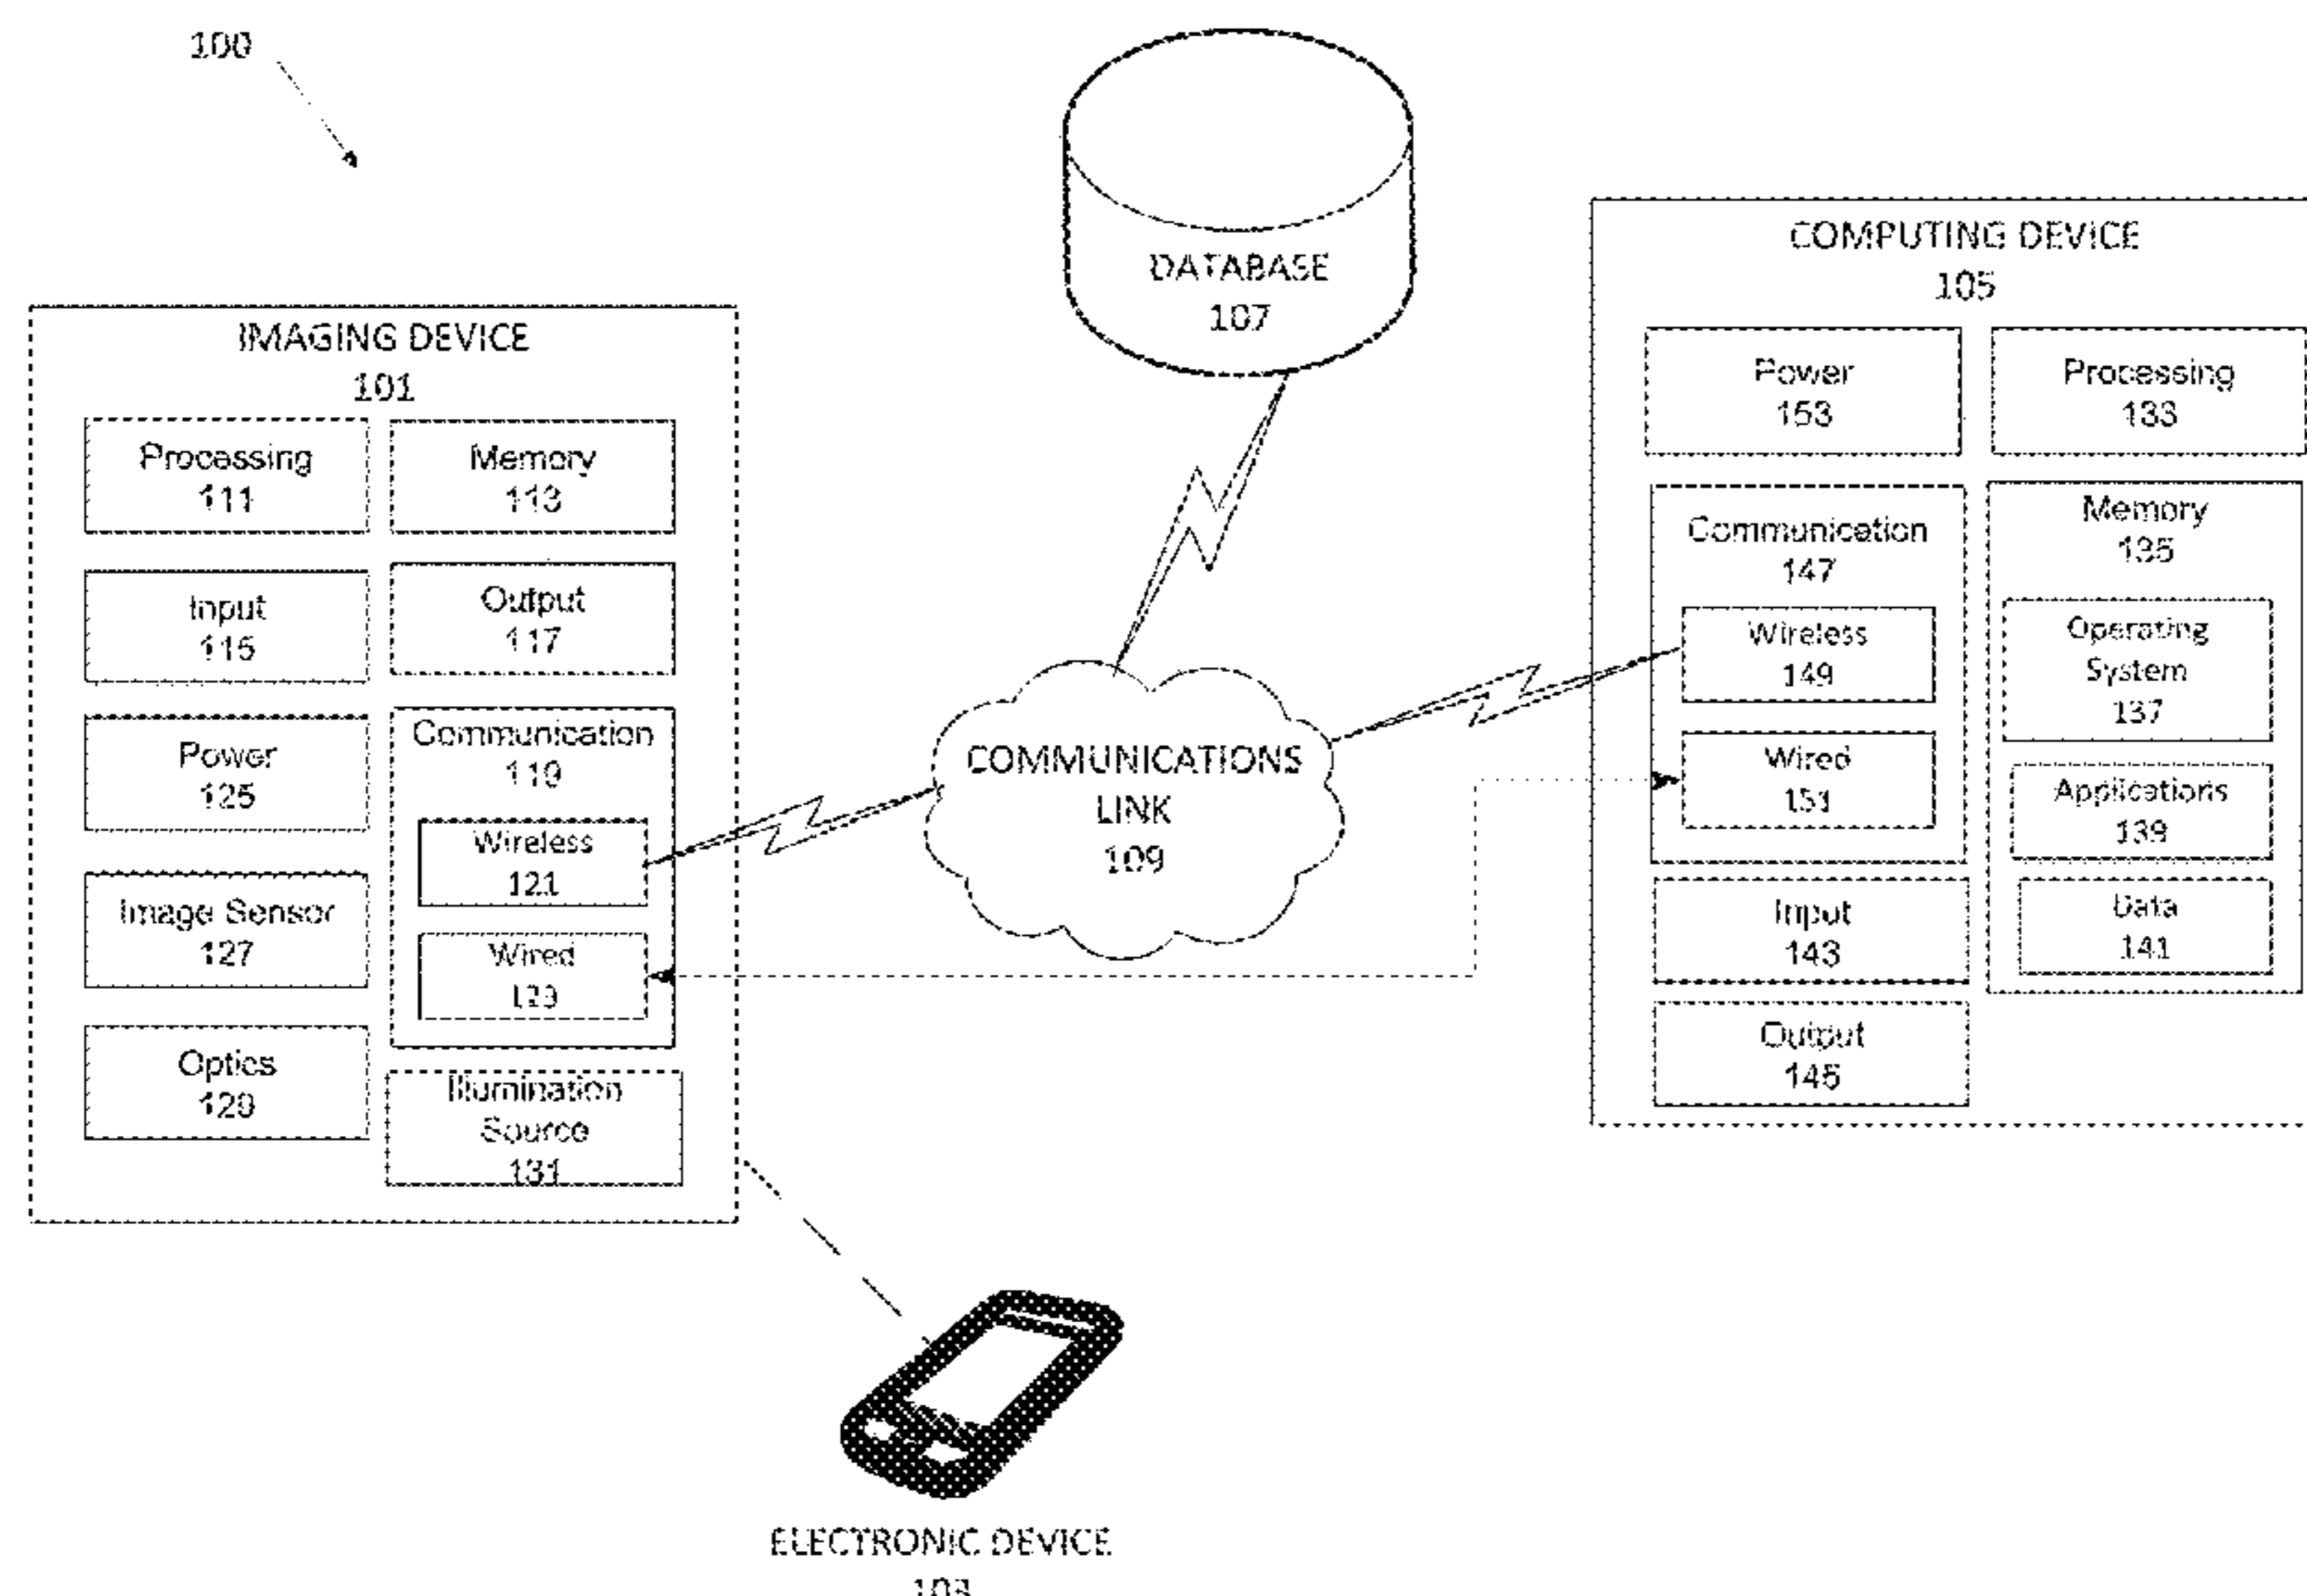 100
DATABASE
107
IMAGING DEVICE
101
Processing
111
Memory
113
Input
115
Output
117
Power
125
Communication
119
Wireless
121
Wired
123
Image Sensor
127
Optics
129
Illumination
Source
131
COMMUNICATIONS
LINK
109
COMPUTING DEVICE
105
Power
153
Processing
133
Communication
147
Wireless
149
Wired
151
Memory
135
Operating
System
137
Applications
139
Data
141
Input
143
Output
145
ELECTRONIC DEVICE
103